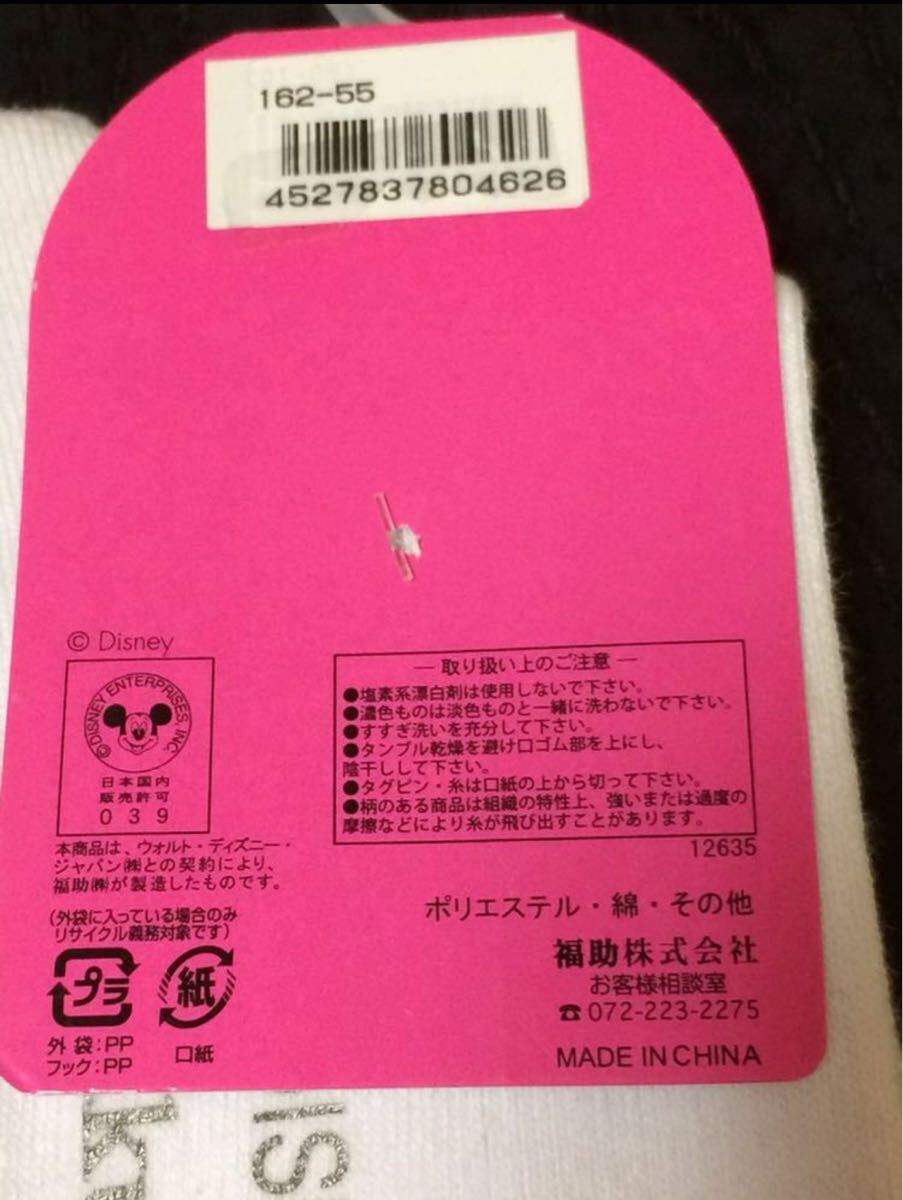 162-55
4527837804626
© Disney
© DISNEY ENTERPRISES, INC.
日本国内
販売許可
039
本商品は、ウォルト・ディズニー・
ジャパン㈱との契約により、
福助㈱が製造したものです。
(外袋に入っている場合のみ
リサイクル義務対象です)
プラ
紙
外袋:PP
フック:PP
口紙
― 取り扱い上のご注意 ―
●塩素系漂白剤は使用しないで下さい。
●濃色ものは淡色ものと一緒に洗わないで下さい。
●すすぎ洗いを充分して下さい。
●タンブル乾燥を避け口ゴム部を上にし、
陰干しして下さい。
●タグピン・糸は口紙の上から切って下さい。
●柄のある商品は組織の特性上、強いまたは過度の
摩擦などにより糸が飛び出すことがあります。
12635
ポリエステル・綿・その他
福助株式会社
お客様相談室
☎072-223-2275
MADE IN CHINA